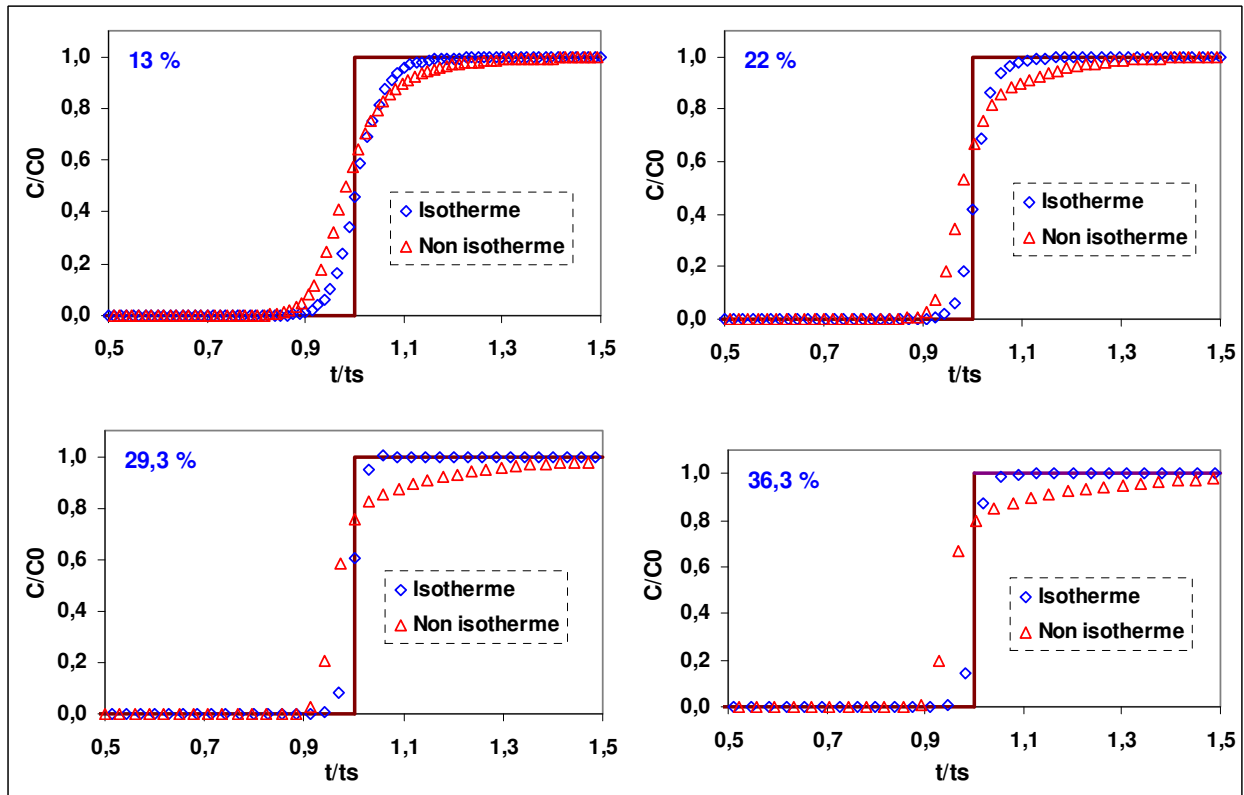 13 %
1,0
0,8
0,6
0,4
0,2
0,0
C/C0
Isotherme
Non isotherme
0,5 0,7 0,9 1,1 1,3 1,5
t/ts
22 %
1,0
0,8
0,6
0,4
0,2
0,0
C/C0
Isotherme
Non isotherme
0,5 0,7 0,9 1,1 1,3 1,5
t/ts
29,3 %
1,0
0,8
0,6
0,4
0,2
0,0
C/C0
Isotherme
Non isotherme
0,5 0,7 0,9 1,1 1,3 1,5
t/ts
36,3 %
1,0
0,8
0,6
0,4
0,2
0,0
C/C0
Isotherme
Non isotherme
0,5 0,7 0,9 1,1 1,3 1,5
t/ts